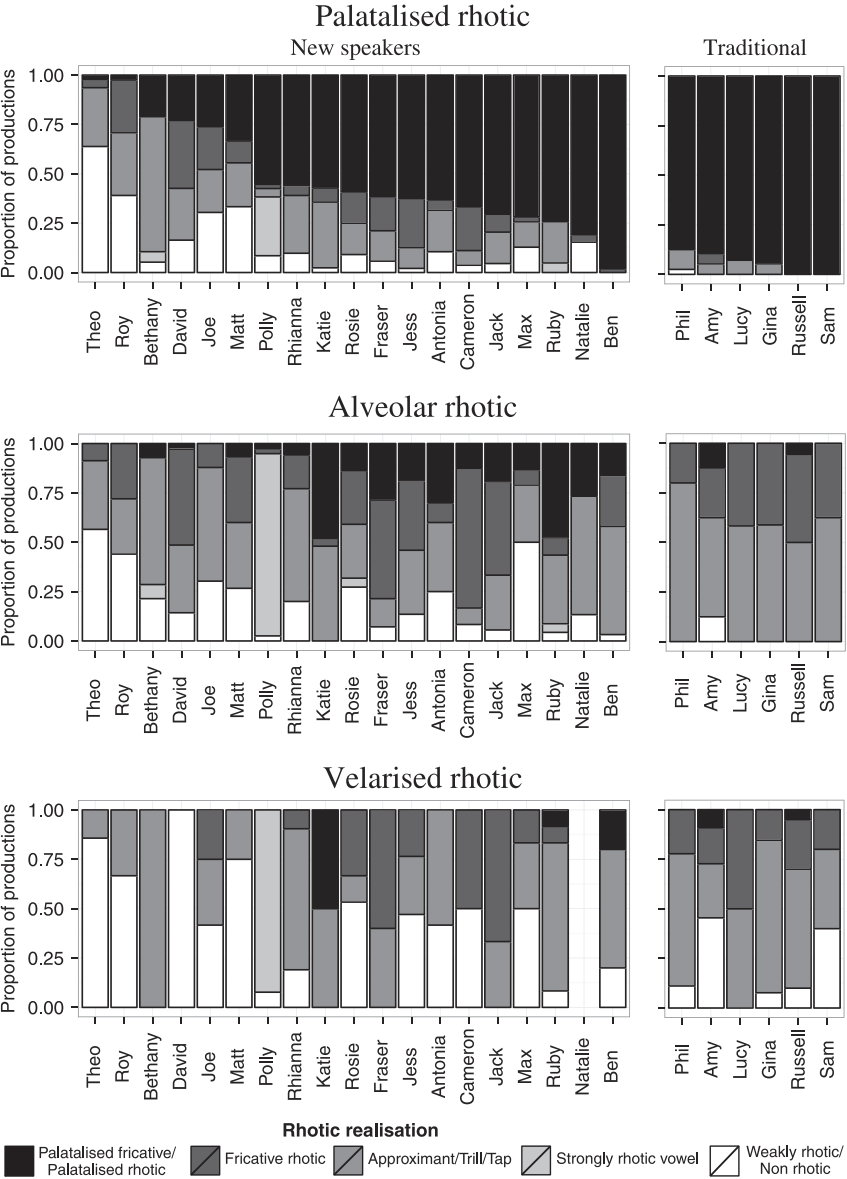 Palatalised rhotic
New speakers
Traditional
Proportion of productions
1.00
0.75
0.50
0.25
0.00
Theo
Roy
Bethany
David
Joe
Matt
Polly
Rhianna
Katie
Rosie
Fraser
Jess
Antonia
Cameron
Jack
Max
Ruby
Natalie
Ben
Phil
Amy
Lucy
Gina
Russell
Sam
Alveolar rhotic
Proportion of productions
1.00
0.75
0.50
0.25
0.00
Theo
Roy
Bethany
David
Joe
Matt
Polly
Rhianna
Katie
Rosie
Fraser
Jess
Antonia
Cameron
Jack
Max
Ruby
Natalie
Ben
Phil
Amy
Lucy
Gina
Russell
Sam
Velarised rhotic
Proportion of productions
1.00
0.75
0.50
0.25
0.00
Theo
Roy
Bethany
David
Joe
Matt
Polly
Rhianna
Katie
Rosie
Fraser
Jess
Antonia
Cameron
Jack
Max
Ruby
Natalie
Ben
Phil
Amy
Lucy
Gina
Russell
Sam
Rhotic realisation
Palatalised fricative/
Palatalised rhotic
Fricative rhotic
Approximant/Trill/Tap
Strongly rhotic vowel
Weakly rhotic/
Non rhotic